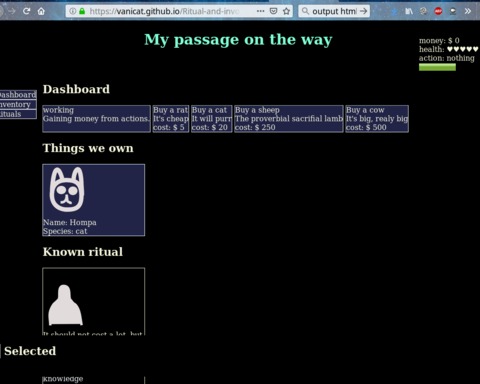 https://vanicat.github.io/Ritual-and-inv
output htm
My passage on the way
money: $ 0
health: ♥♥♥♥♥
action: nothing
Dashboard
Inventory
Rituals
Dashboard
working
Gaining money from actions.
Buy a rat
It's cheap
cost: $ 5
Buy a cat
It will purr
cost: $ 20
Buy a sheep
The proverbial sacrifial lamb
cost: $ 250
Buy a cow
It's big, realy big
cost: $ 500
Things we own
Name: Hompa
Species: cat
Known ritual
It should not cost a lot, but
Selected
knowledge